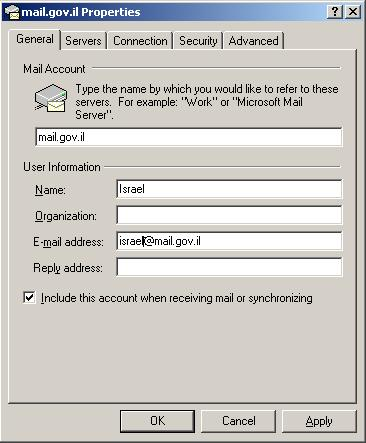 mail.gov.il Properties
General Servers Connection Security Advanced
Mail Account
Type the name by which you would like to refer to these
servers. For example: "Work" or "Microsoft Mail
Server".
mail.gov.il
User Information
Name: Israel
Organization:
E-mail address: israel@mail.gov.il
Reply address:
Include this account when receiving mail or synchronizing
OK Cancel Apply